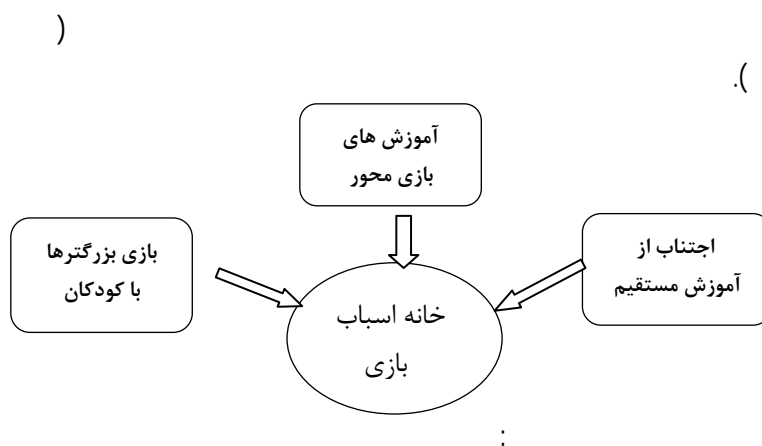 )
(.
آموزش های
بازی محور
اجتناب از
آموزش مستقیم
بازی بزرگترها
با کودکان
خانه اسباب
بازی
: